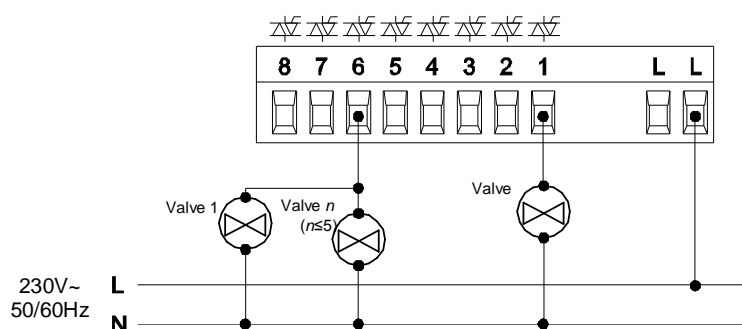 8 7 6 5 4 3 2 1 L L
Valve 1
Valve n
(n≤5)
Valve
230V~
50/60Hz
L
N